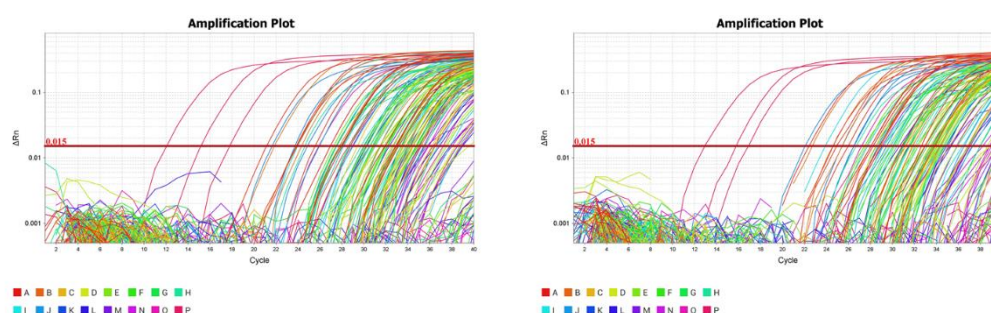 Amplification Plot
0.1
ΔRn
0.015
0.01
0.001
2 4 6 8 10 12 14 16 18 20 22 24 26 28 30 32 34 36 38 40
Cycle
A B C D E F G H
I J K L M N O P
Amplification Plot
0.1
ΔRn
0.015
0.01
0.001
2 4 6 8 10 12 14 16 18 20 22 24 26 28 30 32 34 36 38
Cycle
A B C D E F G H
I J K L M N O P